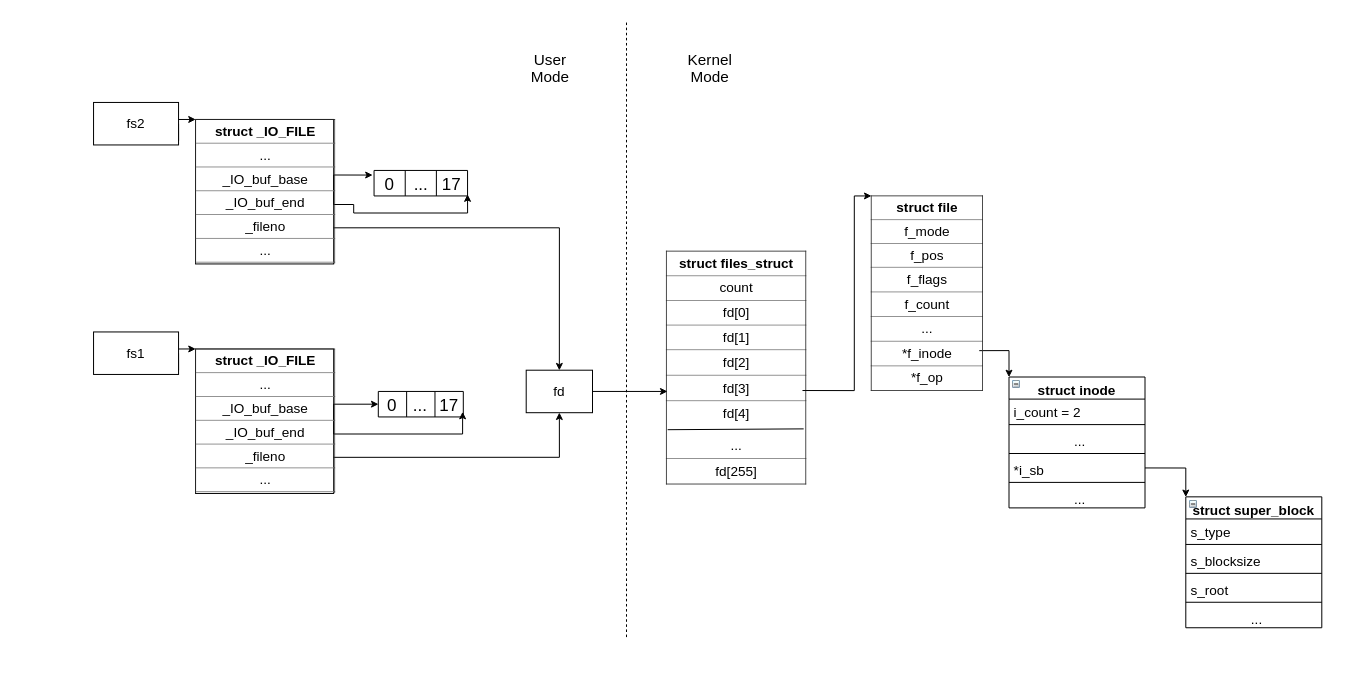 User
Mode
Kernel
Mode
fs2
struct _IO_FILE
...
_IO_buf_base
_IO_buf_end
_fileno
...
0 ... 17
fs1
struct _IO_FILE
...
_IO_buf_base
_IO_buf_end
_fileno
...
0 ... 17
fd
struct files_struct
count
fd[0]
fd[1]
fd[2]
fd[3]
fd[4]
...
fd[255]
struct file
f_mode
f_pos
f_flags
f_count
...
*f_inode
*f_op
struct inode
i_count = 2
...
*i_sb
...
struct super_block
s_type
s_blocksize
s_root
...